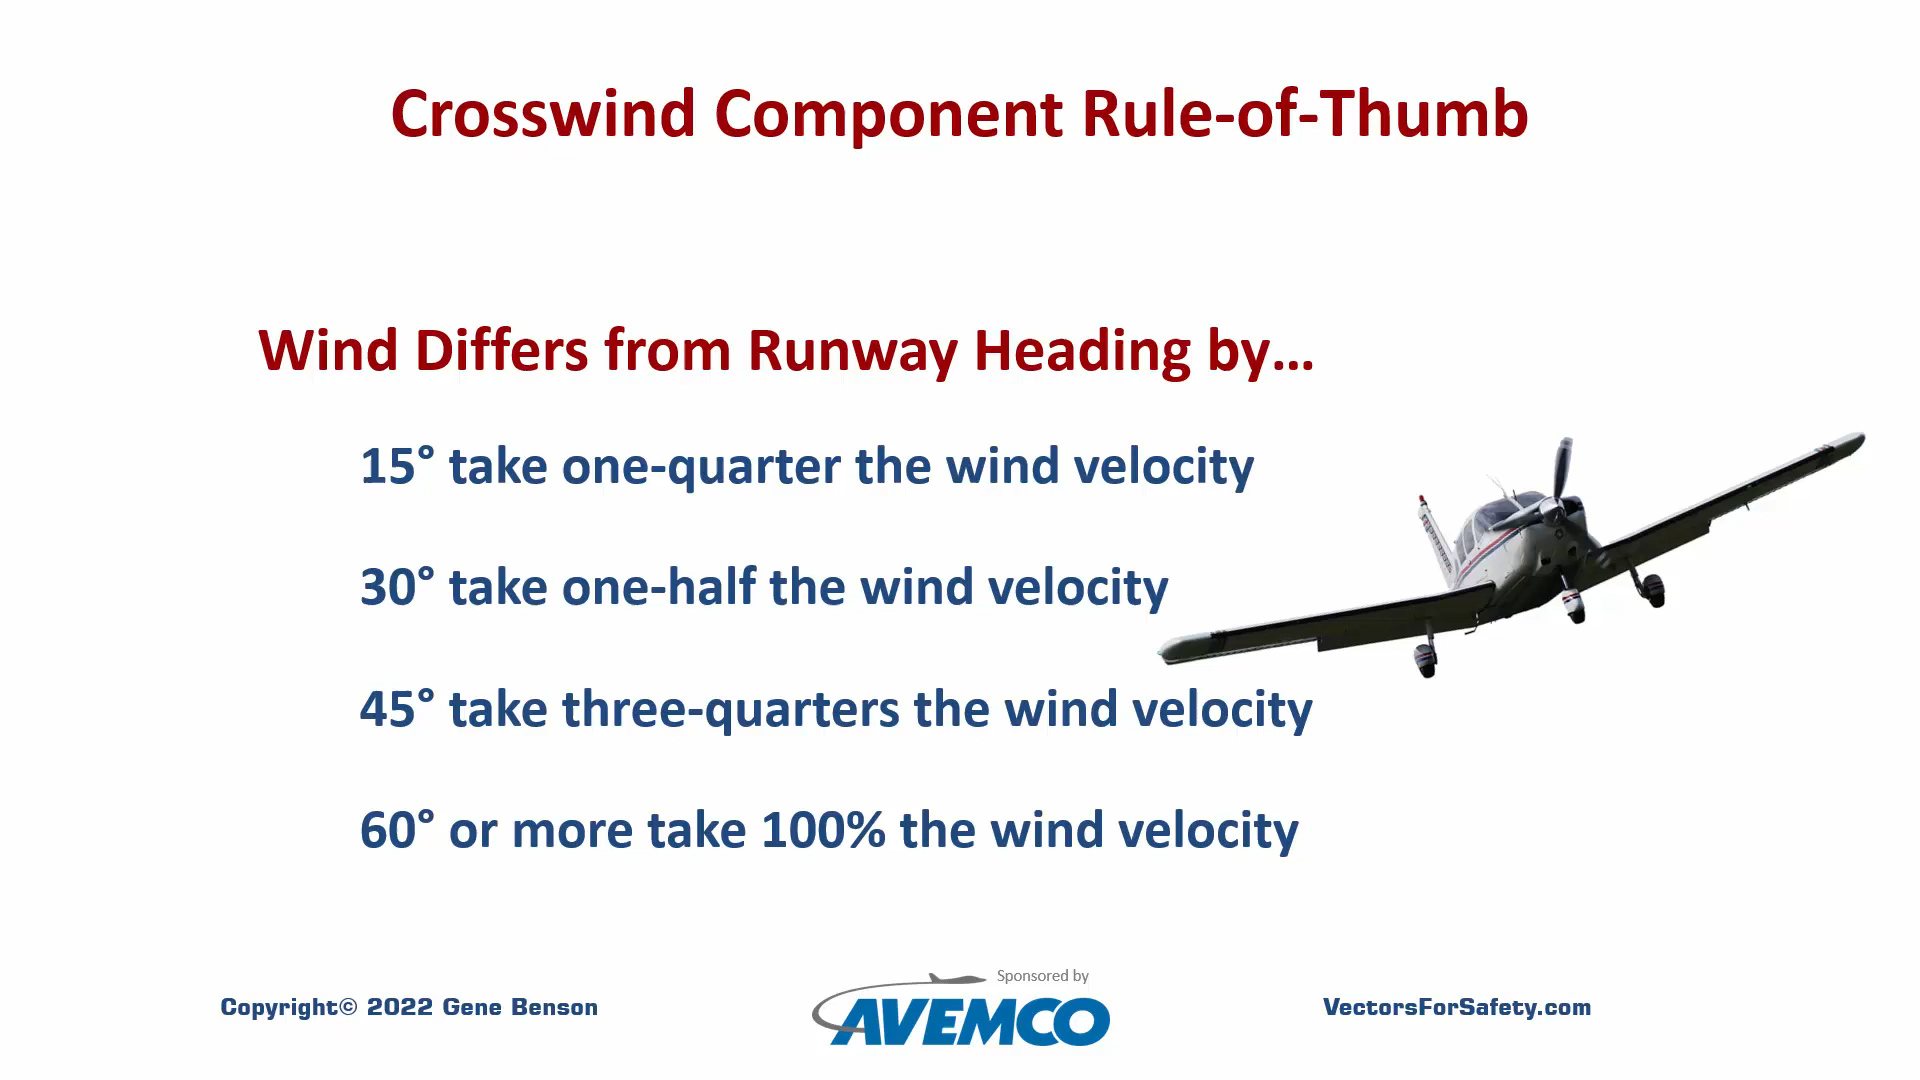 Crosswind Component Rule-of-Thumb
Wind Differs from Runway Heading by...
15° take one-quarter the wind velocity
30° take one-half the wind velocity
45° take three-quarters the wind velocity
60° or more take 100% the wind velocity
Copyright© 2022 Gene Benson
Sponsored by
AVEMCO
VectorsForSafety.com